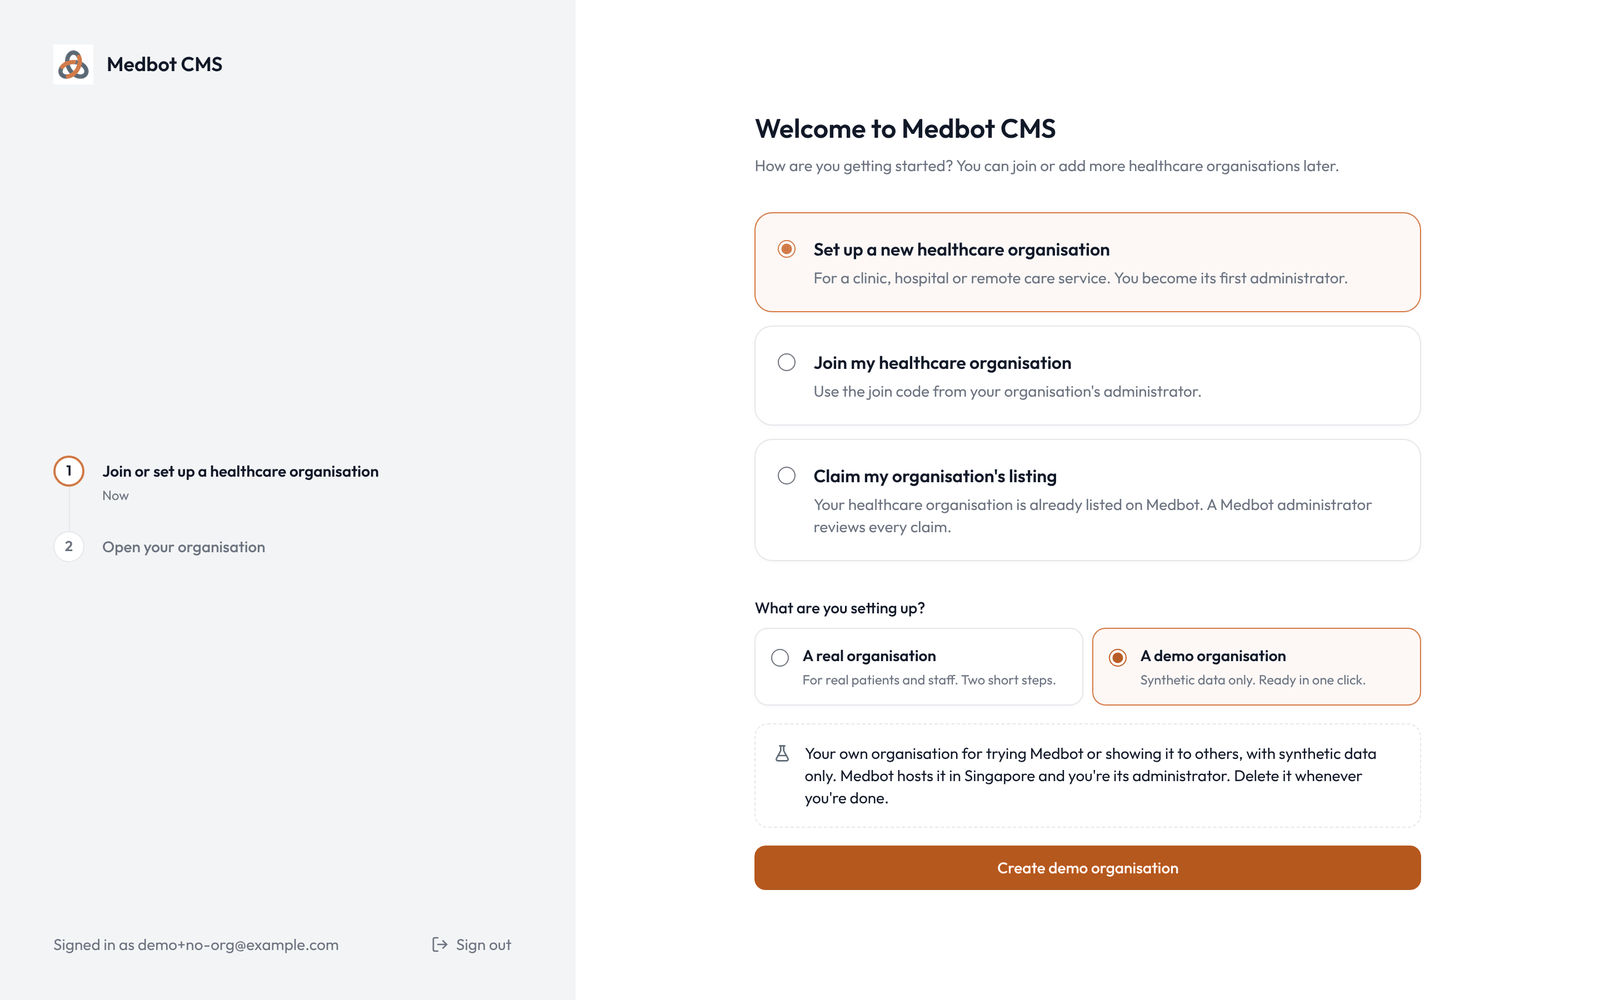 Medbot CMS
1
Join or set up a healthcare organisation
Now
2
Open your organisation
Signed in as demo+no-org@example.com
Sign out
Welcome to Medbot CMS
How are you getting started? You can join or add more healthcare organisations later.
Set up a new healthcare organisation
For a clinic, hospital or remote care service. You become its first administrator.
Join my healthcare organisation
Use the join code from your organisation's administrator.
Claim my organisation's listing
Your healthcare organisation is already listed on Medbot. A Medbot administrator
reviews every claim.
What are you setting up?
A real organisation
For real patients and staff. Two short steps.
A demo organisation
Synthetic data only. Ready in one click.
Your own organisation for trying Medbot or showing it to others, with synthetic data
only. Medbot hosts it in Singapore and you're its administrator. Delete it whenever
you're done.
Create demo organisation